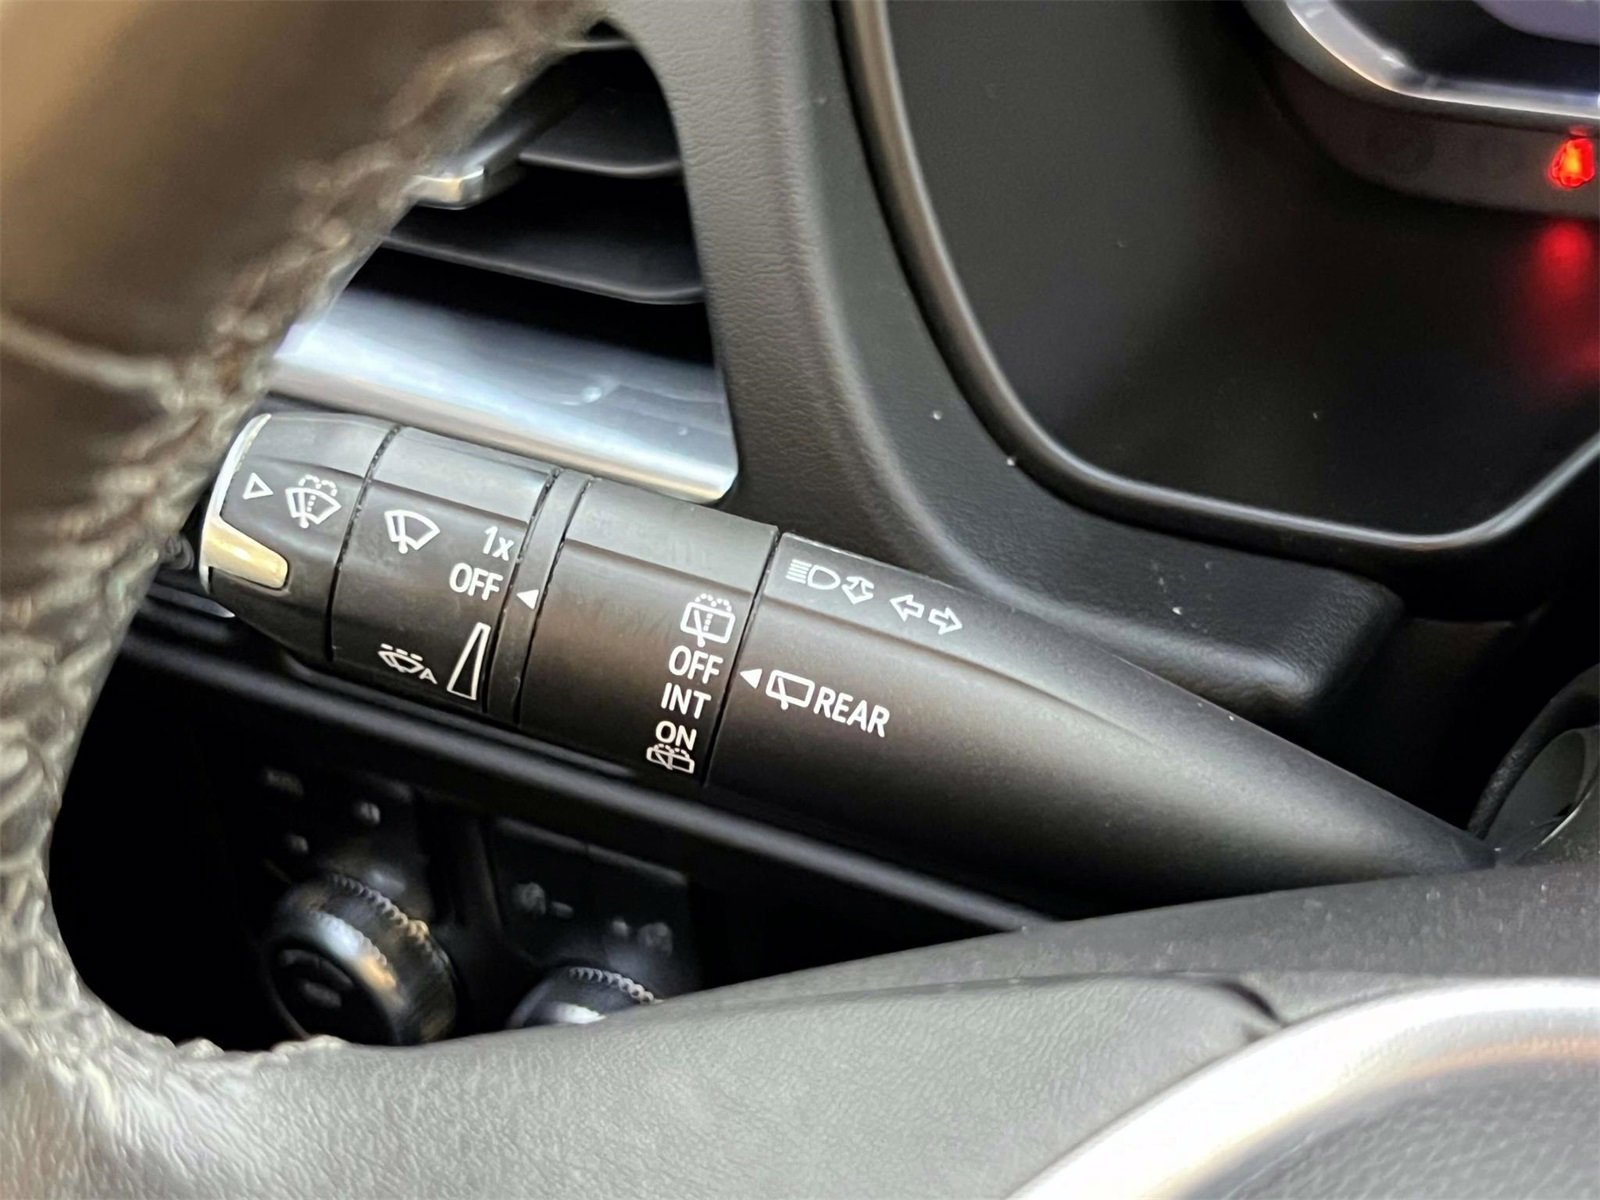 1x
OFF
OFF
INT
ON
REAR